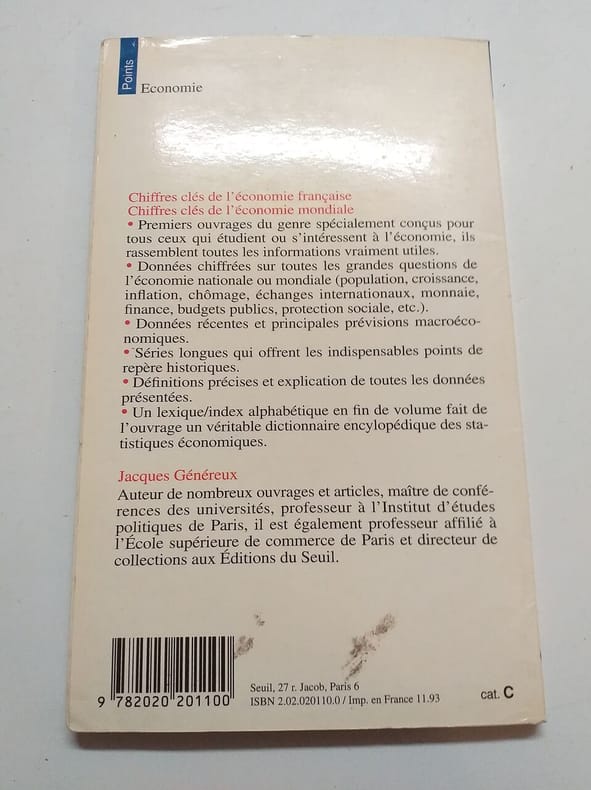 Points
Economie
Chiffres clés de l'économie française
Chiffres clés de l'économie mondiale
• Premiers ouvrages du genre spécialement conçus pour
tous ceux qui étudient ou s'intéressent à l'économie, ils
rassemblent toutes les informations vraiment utiles.
• Données chiffrées sur toutes les grandes questions de
l'économie nationale ou mondiale (population, croissance,
inflation, chômage, échanges internationaux, monnaie,
finance, budgets publics, protection sociale, etc.).
• Données récentes et principales prévisions macroéco-
nomiques.
• Séries longues qui offrent les indispensables points de
repère historiques.
• Définitions précises et explication de toutes les données
présentées.
• Un lexique/index alphabétique en fin de volume fait de
l'ouvrage un véritable dictionnaire encylopédique des sta-
tistiques économiques.
Jacques Généreux
Auteur de nombreux ouvrages et articles, maître de confé-
rences des universités, professeur à l'Institut d'études
politiques de Paris, il est également professeur affilié à
l'École supérieure de commerce de Paris et directeur de
collections aux Éditions du Seuil.
9 782020 201100
Seuil, 27 r. Jacob, Paris 6
ISBN 2.02.020110.0 / Imp. en France 11.93
cat. C